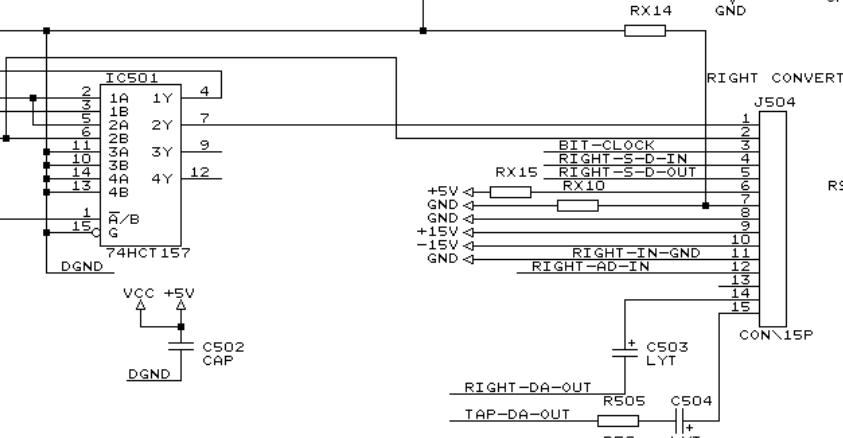 RX14
GND
RIGHT CONVERT
IC501
J504
2 1A 1Y 4
3 1B
5 2A 2Y 7
6 2B
11 3A 3Y 9
10 3B
14 4A 4Y 12
13 4B
1 A/B
15 G
74HCT157
DGND
1
2
BIT-CLOCK 3
RIGHT-S-D-IN 4
RIGHT-S-D-OUT 5
RX15
+5V 6
RX10
GND 7
GND 8
+15V 9
-15V 10
GND RIGHT-IN-GND 11
RIGHT-AD-IN 12
13
14
15
CON\15P
VCC +5V
C502
CAP
DGND
+ C503
LYT
RIGHT-DA-OUT
R505 C504
TAP-DA-OUT
+